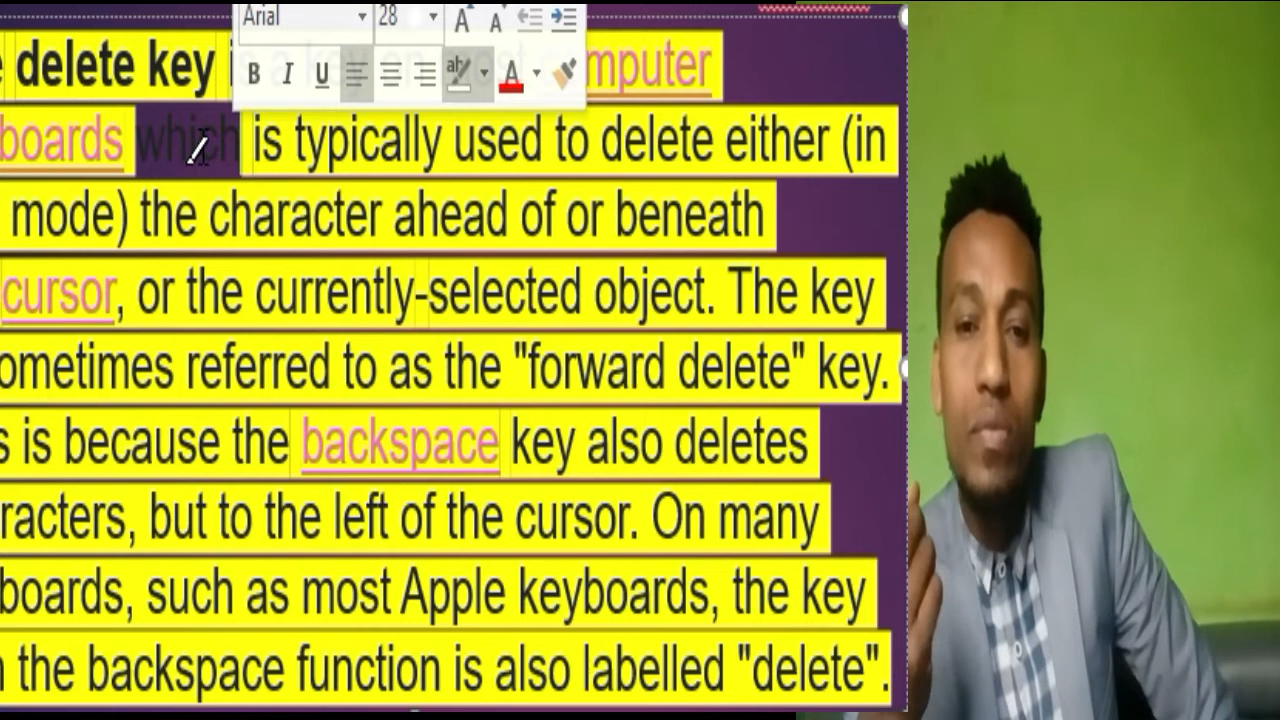 Arial 28
delete key
mputer
B I U ab A
boards which is typically used to delete either (in
mode) the character ahead of or beneath
cursor, or the currently-selected object. The key
ometimes referred to as the "forward delete" key.
s is because the backspace key also deletes
racters, but to the left of the cursor. On many
boards, such as most Apple keyboards, the key
the backspace function is also labelled "delete".